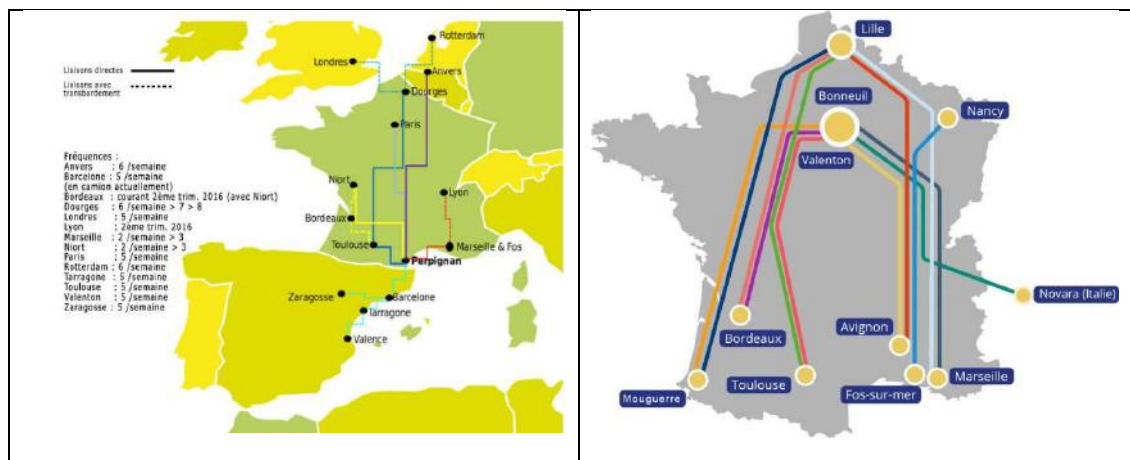 Rotterdam
Londres
Liaisons directes
Anvers
Liaisons avec
transbordement
Dourges
Paris
Fréquences :
Anvers : 6 /semaine
Barcelone : 5 /semaine
(en camion actuellement)
Bordeaux : courant 2ème trim. 2016 (avec Niort)
Dourges : 6 /semaine > 7 > 8
Londres : 5 /semaine
Lyon : 2ème trim. 2016
Marseille : 2 /semaine > 3
Niort : 2 /semaine > 3
Paris : 5 /semaine
Rotterdam : 6 /semaine
Tarragone : 5 /semaine
Toulouse : 5 /semaine
Valenton : 5 /semaine
Zaragosse : 5 /semaine
Niort
Lyon
Bordeaux
Toulouse
Marseille & Fos
Perpignan
Zaragosse
Barcelone
Tarragone
Valence
Lille
Bonneuil
Nancy
Valenton
Novara (Italie)
Bordeaux
Avignon
Mouguerre
Toulouse
Fos-sur-mer
Marseille